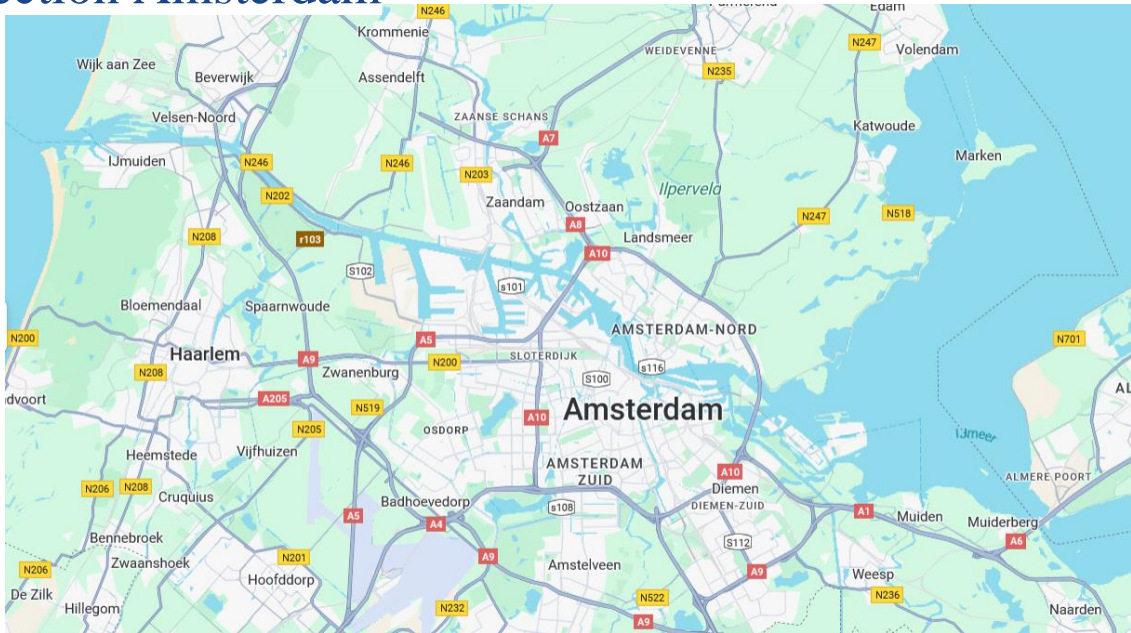 ction Amsterdam
N246
Krommenie
Edam
N247
Volendam
WEIDEVENNE
Wijk aan Zee
Beverwijk
Assendelft
N235
Velsen-Noord
ZAANSE SCHANS
A7
Katwoude
IJmuiden
N246
N246
N203
Marken
N202
Zaandam
Oostzaan
Ilperveld
N208
r103
A8
Landsmeer
N247
N518
S102
A10
s101
Bloemendaal
Spaarnwoude
AMSTERDAM-NORD
N200
A5
N701
Haarlem
A9
N200
SLOTERDIJK
s116
N208
Zwanenburg
S100
AL
ndvoort
A205
N519
A10
Amsterdam
N205
OSDORP
IJmeer
Heemstede
Vijfhuizen
AMSTERDAM
ZUID
A10
ALMERE POORT
N206
N208
Cruquius
Badhoevedorp
Diemen
A5
A4
s108
DIEMEN-ZUID
A1
Muiden
Muiderberg
Bennebroek
S112
A6
N206
Zwaanshoek
N201
A9
Amstelveen
A9
Weesp
De Zilk
Hoofddorp
Hillegom
N232
N522
N236
Naarden
A9